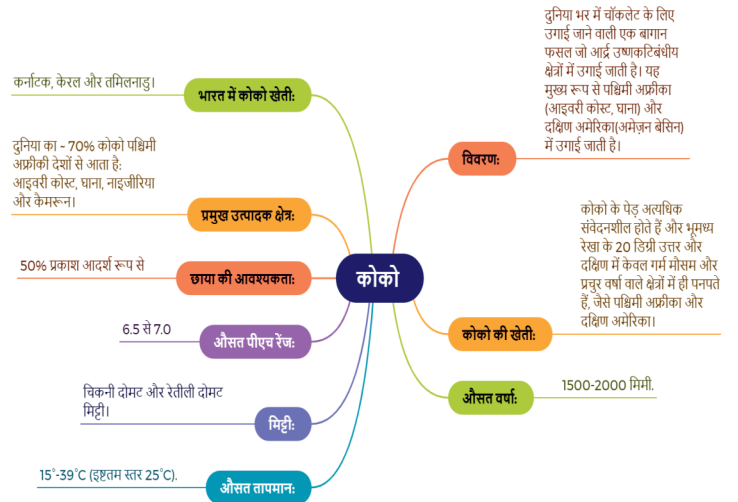 कोको
विवरण:
दुनिया भर में चॉकलेट के लिए
उगाई जाने वाली एक बागान
फसल जो आर्द्र उष्णकटिबंधीय
क्षेत्रों में उगाई जाती है। यह
मुख्य रूप से पश्चिमी अफ्रीका
(आइवरी कोस्ट, घाना) और
दक्षिण अमेरिका(अमेज़न बेसिन)
में उगाई जाती है।
कोको की खेती:
कोको के पेड़ अत्यधिक
संवेदनशील होते हैं और भूमध्य
रेखा के 20 डिग्री उत्तर और
दक्षिण में केवल गर्म मौसम और
प्रचुर वर्षा वाले क्षेत्रों में ही पनपते
हैं, जैसे पश्चिमी अफ्रीका और
दक्षिण अमेरिका।
औसत वर्षा:
1500-2000 मिमी.
भारत में कोको खेती:
कर्नाटक, केरल और तमिलनाडु।
प्रमुख उत्पादक क्षेत्र:
दुनिया का ~ 70% कोको पश्चिमी
अफ्रीकी देशों से आता है:
आइवरी कोस्ट, घाना, नाइजीरिया
और कैमरून।
छाया की आवश्यकता:
50% प्रकाश आदर्श रूप से
औसत पीएच रेंज:
6.5 से 7.0
मिट्टी:
चिकनी दोमट और रेतीली दोमट
मिट्टी।
औसत तापमान:
15°-39°C (इष्टतम स्तर 25°C).